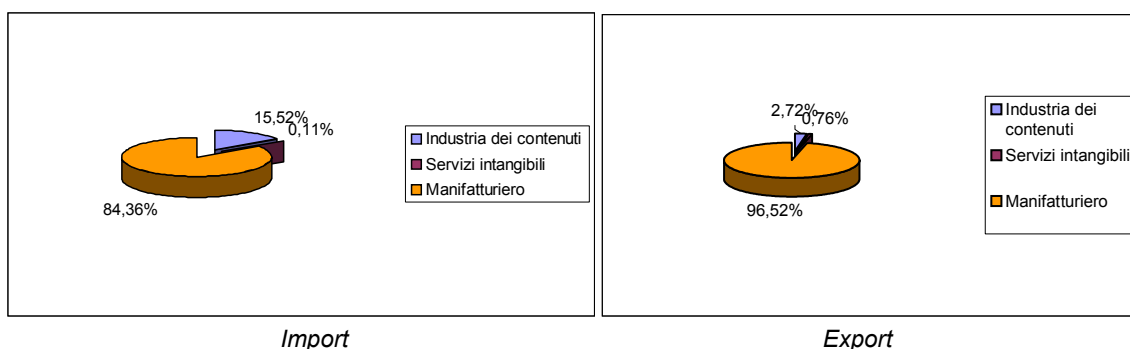 15,52%
0,11%
84,36%
Industria dei contenuti
Servizi intangibili
Manifatturiero
Import
2,72%
0,76%
96,52%
Industria dei
contenuti
Servizi intangibili
Manifatturiero
Export